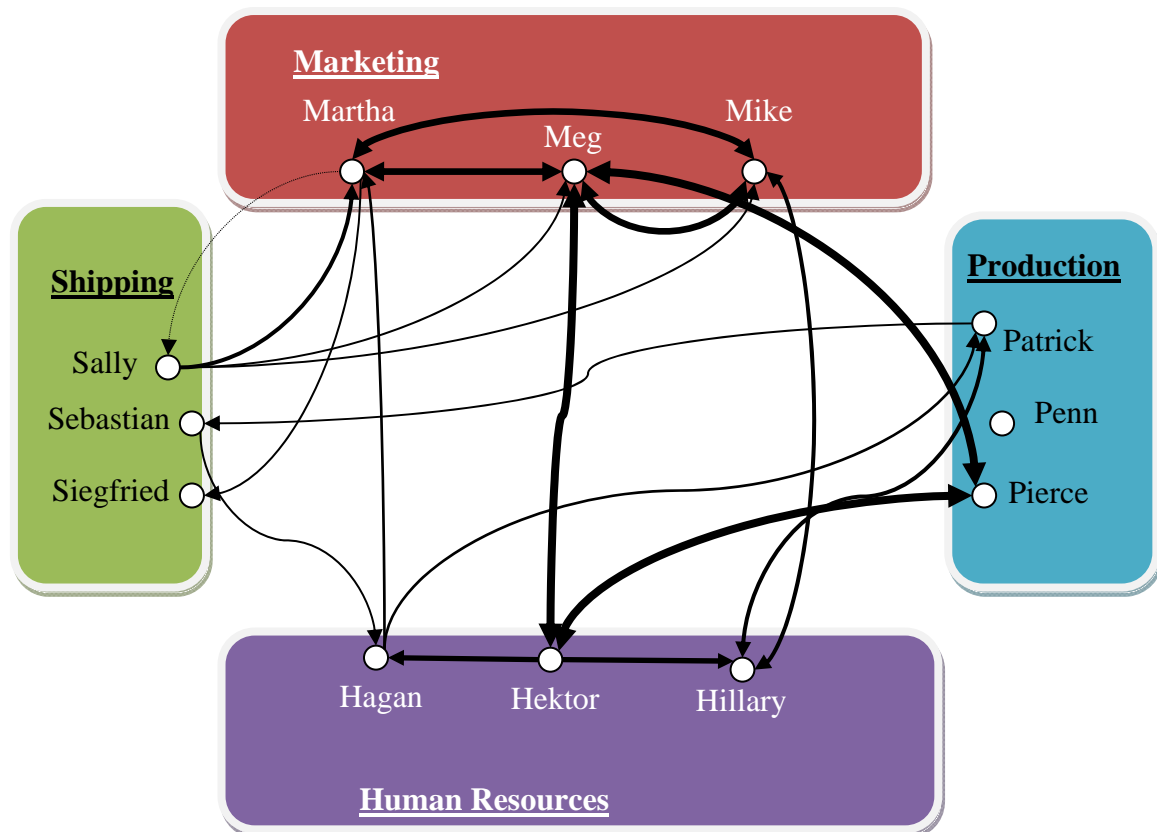 Marketing
Martha
Mike
Meg
Shipping
Sally
Sebastian
Siegfried
Production
Patrick
Penn
Pierce
Hagan
Hektor
Hillary
Human Resources